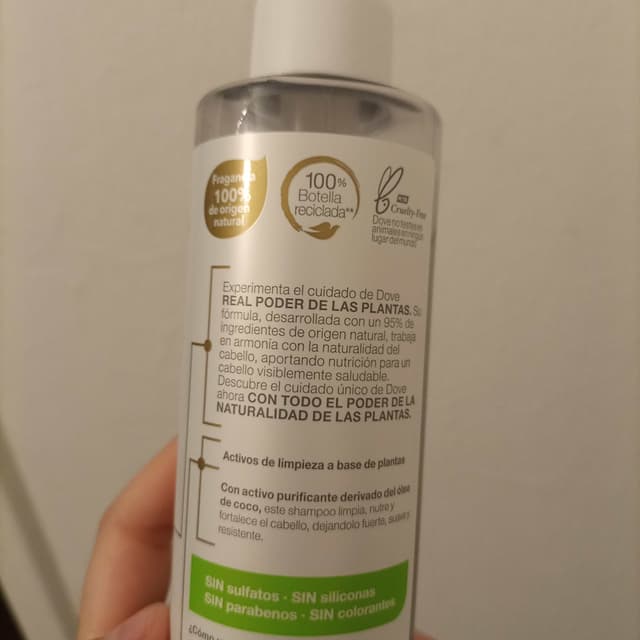 Fragancia
100%
de origen
natural
100%
Botella
reciclada**
Cruelty-Free
Dove no testea en
animales en ningún
lugar del mundo
Experimenta el cuidado de Dove
REAL PODER DE LAS PLANTAS. Su
fórmula, desarrollada con un 95% de
ingredientes de origen natural, trabaja
en armonía con la naturalidad del
cabello, aportando nutrición para un
cabello visiblemente saludable.
Descubre el cuidado único de Dove
ahora CON TODO EL PODER DE LA
NATURALIDAD DE LAS PLANTAS.
Activos de limpieza a base de plantas
Con activo purificante derivado del óleo
de coco, este shampoo limpia, nutre y
fortalece el cabello, dejandolo fuerte, suave y
resistente.
SIN sulfatos · SIN siliconas
SIN parabenos · SIN colorantes
¿Cómo